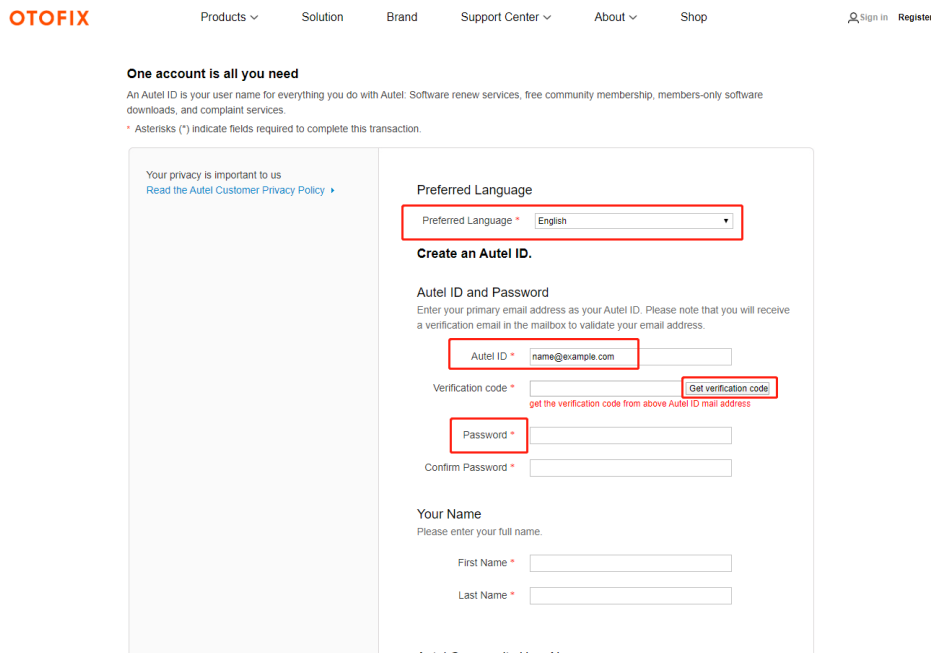 OTOFIX
Products
Solution
Brand
Support Center
About
Shop
Sign in
Register
One account is all you need
An Autel ID is your user name for everything you do with Autel: Software renew services, free community membership, members-only software
downloads, and complaint services.
* Asterisks (*) indicate fields required to complete this transaction.
Your privacy is important to us
Read the Autel Customer Privacy Policy
Preferred Language
Preferred Language * English
Create an Autel ID.
Autel ID and Password
Enter your primary email address as your Autel ID. Please note that you will receive
a verification email in the mailbox to validate your email address.
Autel ID * name@example.com
Verification code * Get verification code
get the verification code from above Autel ID mail address
Password *
Confirm Password *
Your Name
Please enter your full name.
First Name *
Last Name *